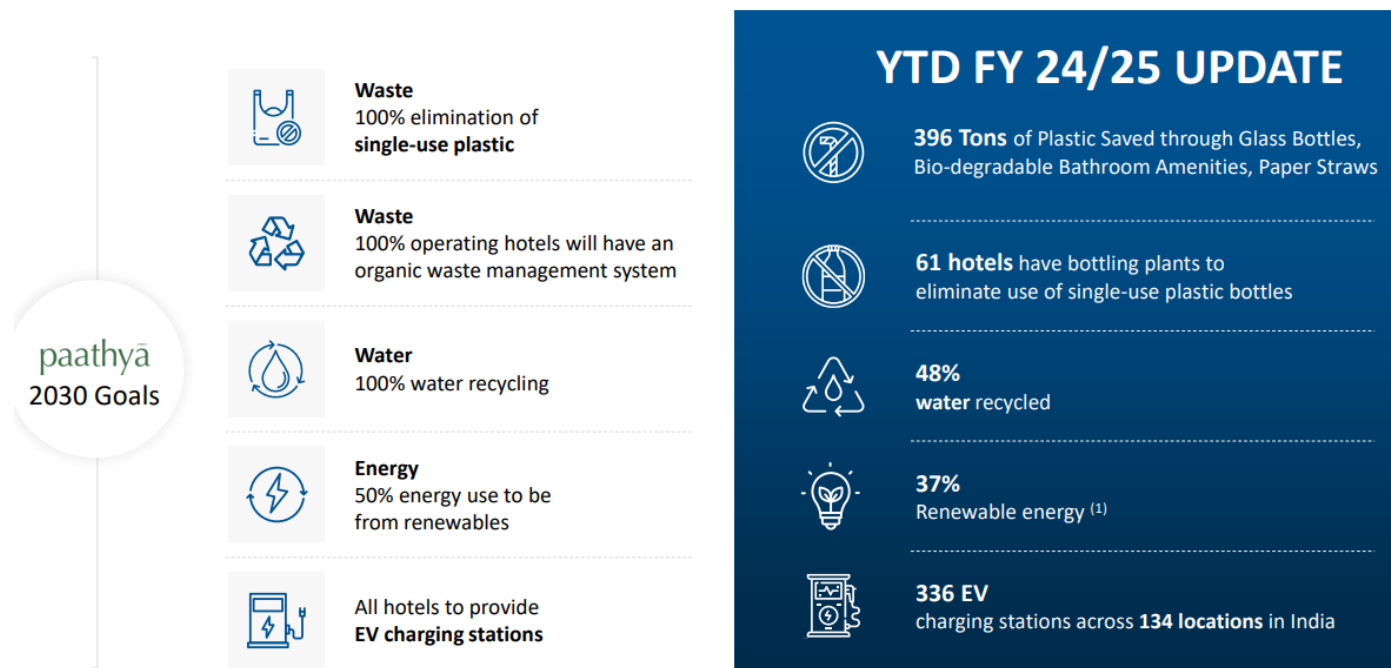 paathyā
2030 Goals
Waste
100% elimination of
single-use plastic
Waste
100% operating hotels will have an
organic waste management system
Water
100% water recycling
Energy
50% energy use to be
from renewables
All hotels to provide
EV charging stations
YTD FY 24/25 UPDATE
396 Tons of Plastic Saved through Glass Bottles,
Bio-degradable Bathroom Amenities, Paper Straws
61 hotels have bottling plants to
eliminate use of single-use plastic bottles
48%
water recycled
37%
Renewable energy (1)
336 EV
charging stations across 134 locations in India